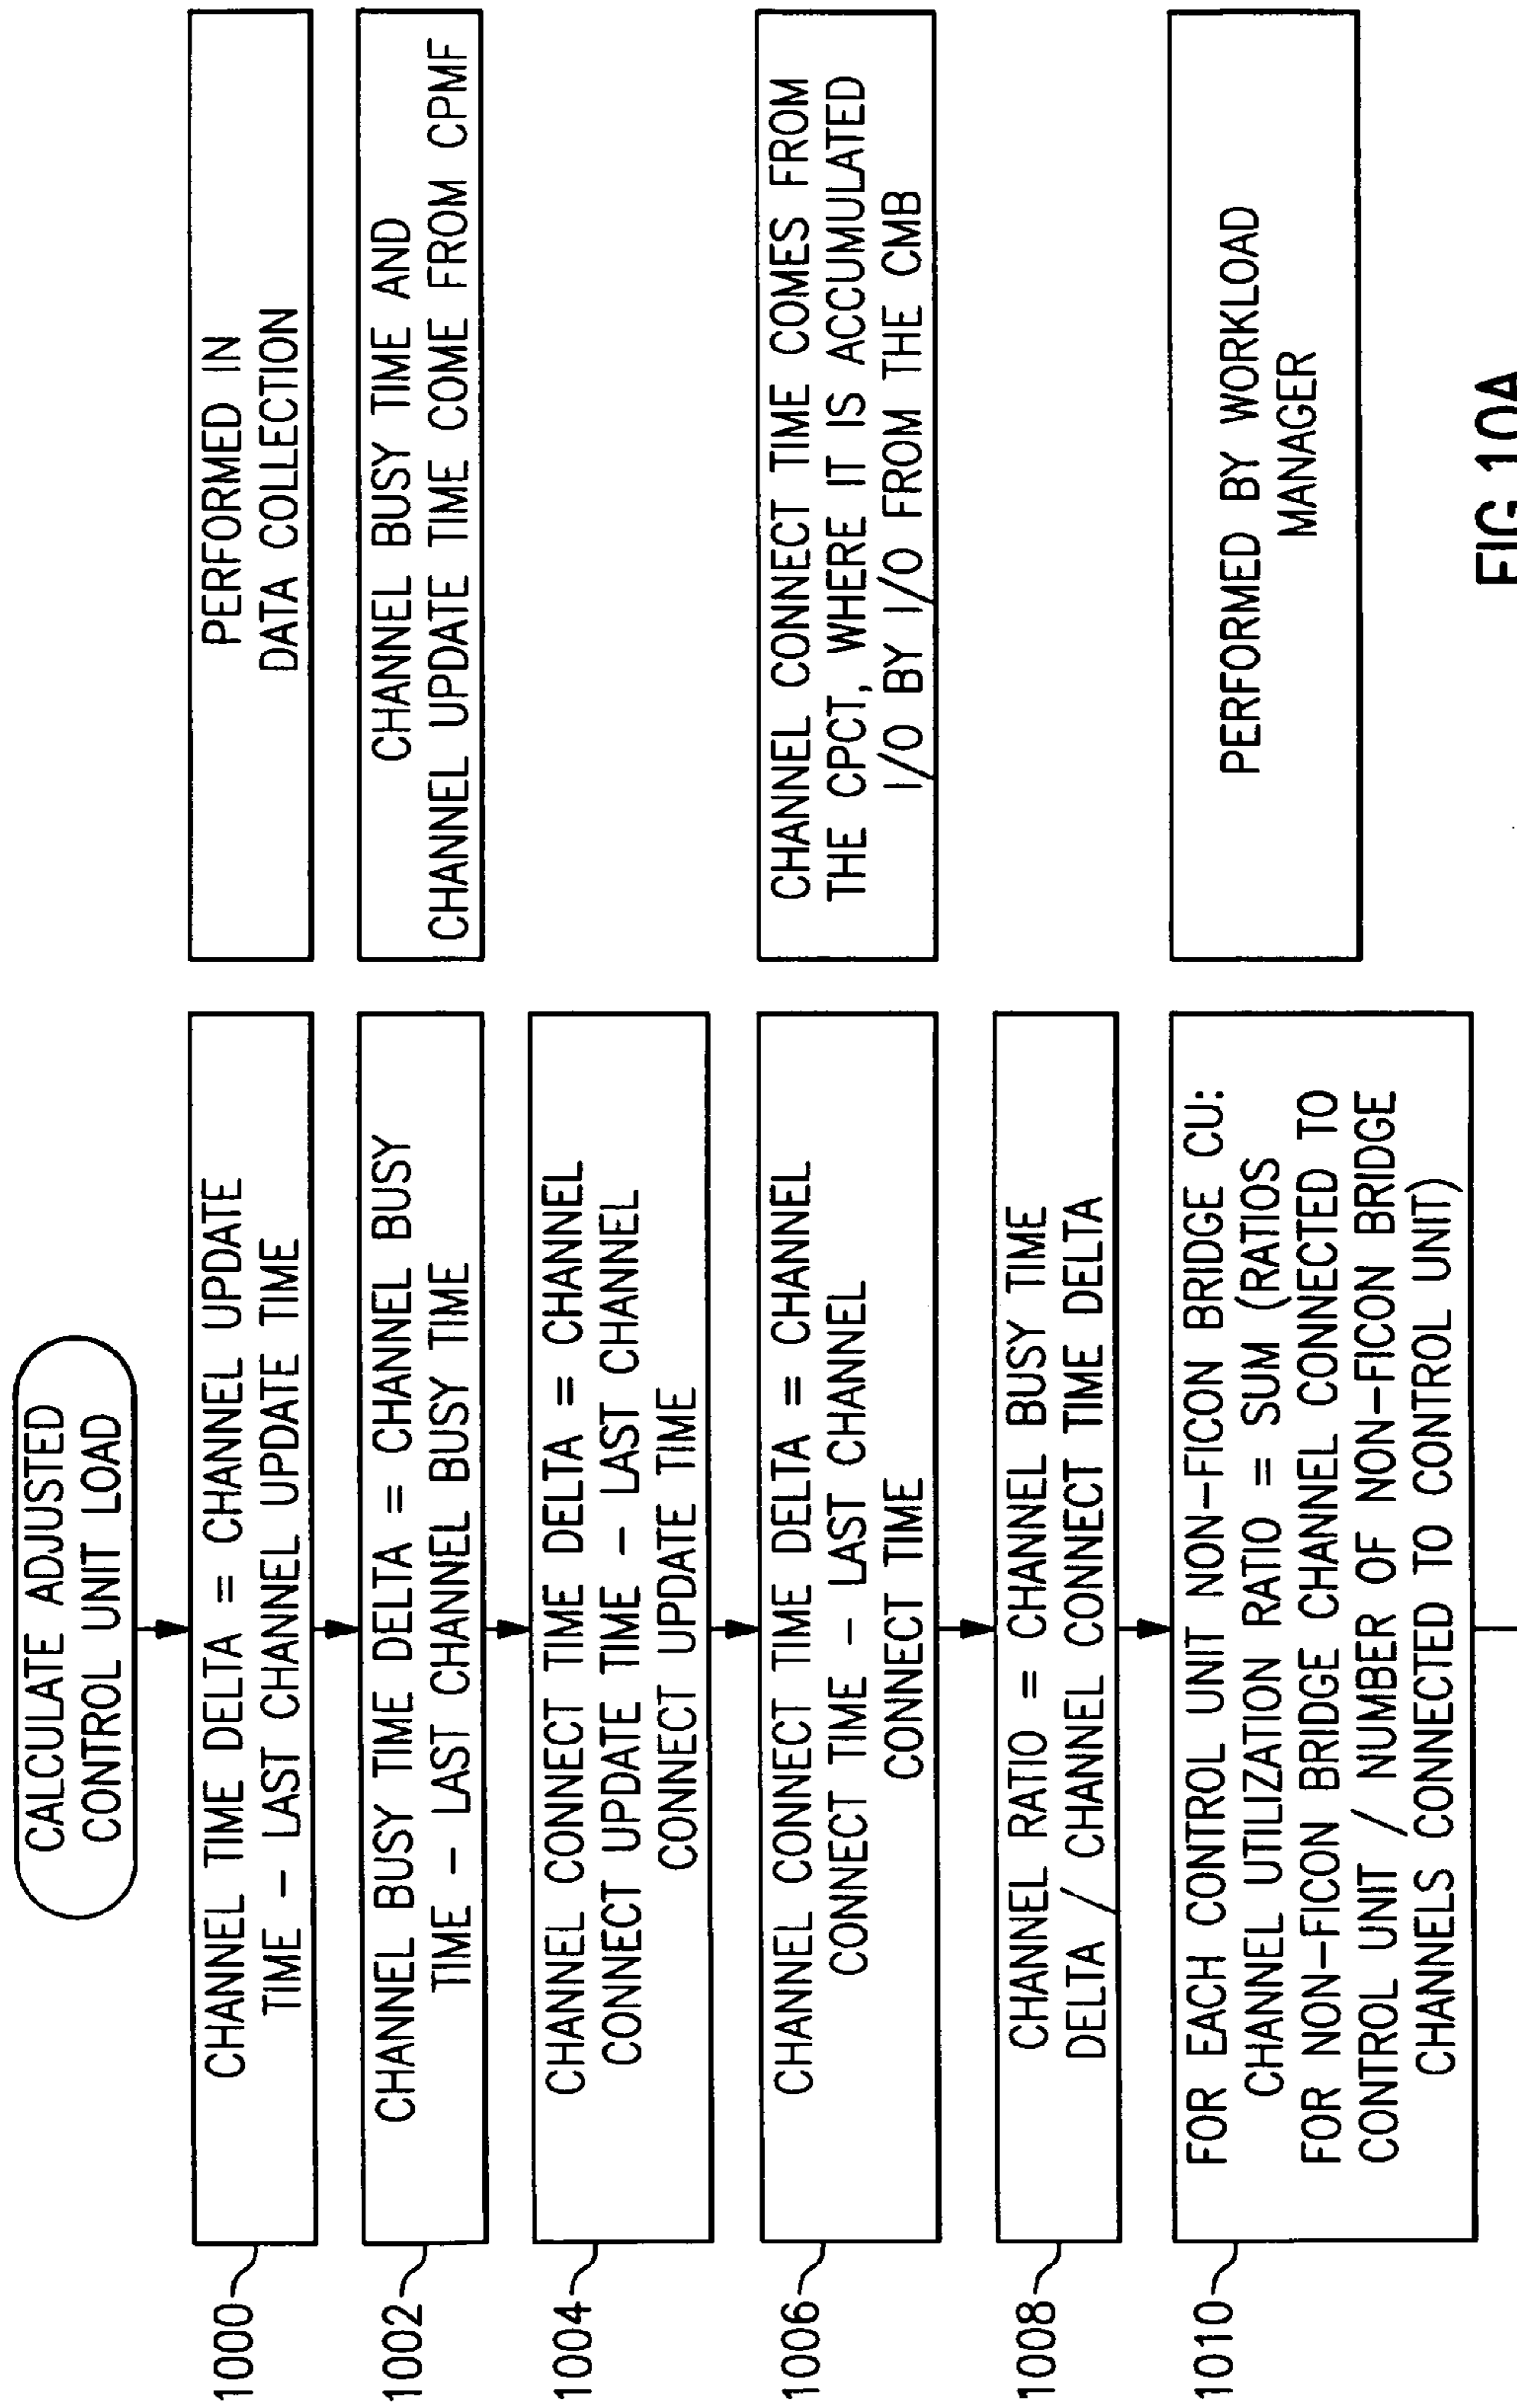 CALCULATE ADJUSTED
CONTROL UNIT LOAD
1000
CHANNEL TIME DELTA = CHANNEL UPDATE
TIME – LAST CHANNEL UPDATE TIME
PERFORMED IN
DATA COLLECTION
1002
CHANNEL BUSY TIME DELTA = CHANNEL BUSY
TIME – LAST CHANNEL BUSY TIME
CHANNEL BUSY TIME AND
CHANNEL UPDATE TIME COME FROM CPMF
1004
CHANNEL CONNECT TIME DELTA = CHANNEL
CONNECT UPDATE TIME – LAST CHANNEL
CONNECT UPDATE TIME
1006
CHANNEL CONNECT TIME DELTA = CHANNEL
CONNECT TIME – LAST CHANNEL
CONNECT TIME
CHANNEL CONNECT TIME COMES FROM
THE CPCT, WHERE IT IS ACCUMULATED
I/O BY I/O FROM THE CMB
1008
CHANNEL RATIO = CHANNEL BUSY TIME
DELTA / CHANNEL CONNECT TIME DELTA
1010
FOR EACH CONTROL UNIT NON–FICON BRIDGE CU:
CHANNEL UTILIZATION RATIO = SUM (RATIOS
FOR NON–FICON BRIDGE CHANNEL CONNECTED TO
CONTROL UNIT / NUMBER OF NON–FICON BRIDGE
CHANNELS CONNECTED TO CONTROL UNIT)
PERFORMED BY WORKLOAD
MANAGER
FIG.10A